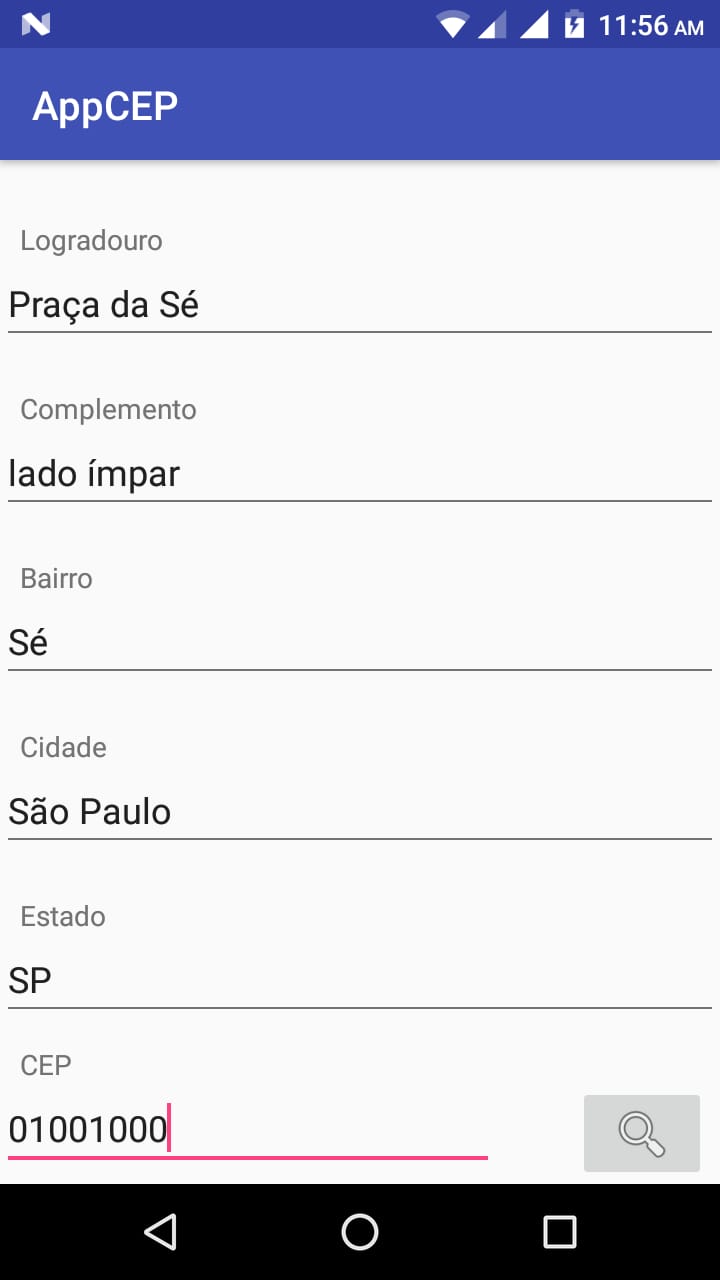 11:56 AM
AppCEP
Logradouro
Praça da Sé
Complemento
lado ímpar
Bairro
Sé
Cidade
São Paulo
Estado
SP
CEP
01001000